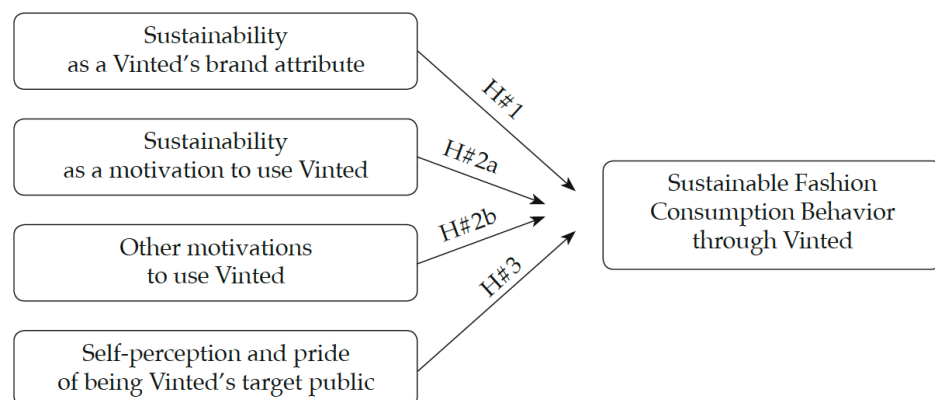 Sustainability
as a Vinted's brand attribute
H#1
Sustainability
as a motivation to use Vinted
H#2a
Other motivations
to use Vinted
H#2b
Self-perception and pride
of being Vinted's target public
H#3
Sustainable Fashion
Consumption Behavior
through Vinted